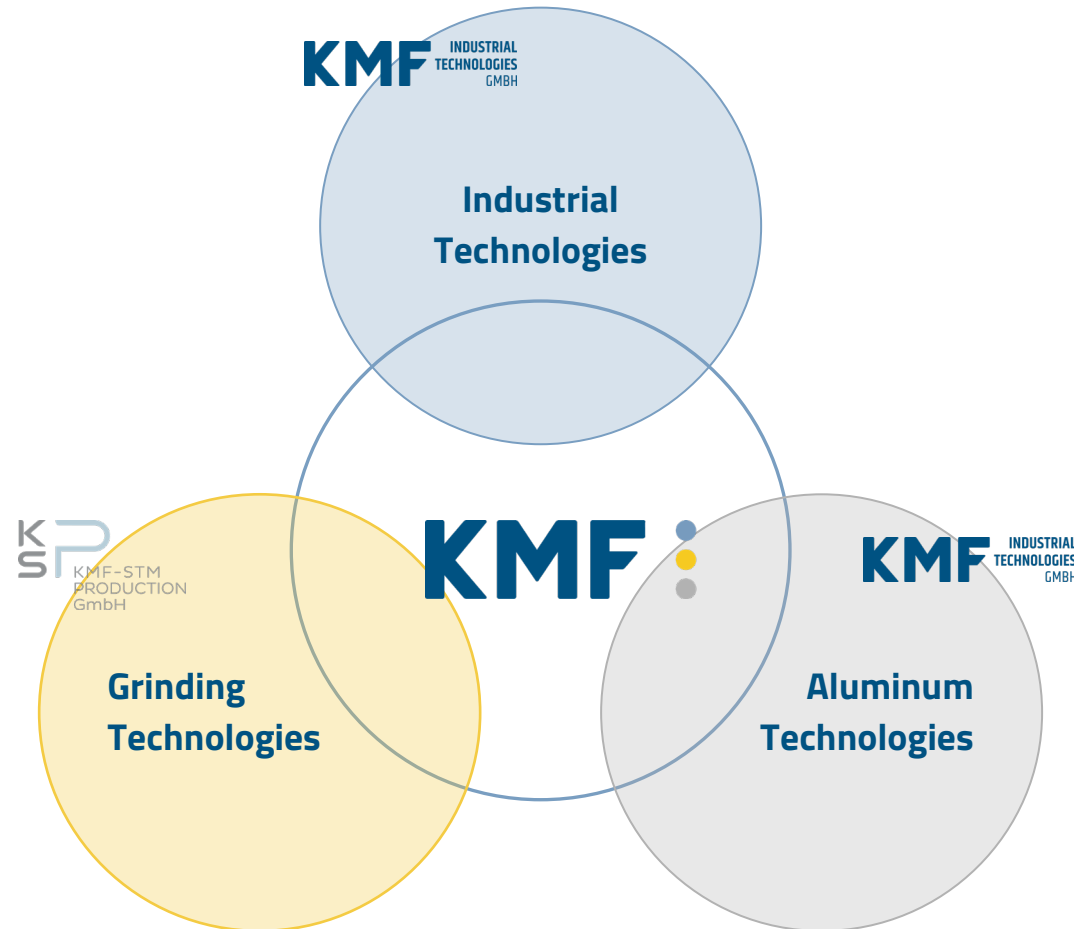 KMF INDUSTRIAL
TECHNOLOGIES
GMBH
Industrial
Technologies
KMF
K
S P
KMF-STM
PRODUCTION
GmbH
KMF INDUSTRIAL
TECHNOLOGIES
GMBH
Grinding
Technologies
Aluminum
Technologies